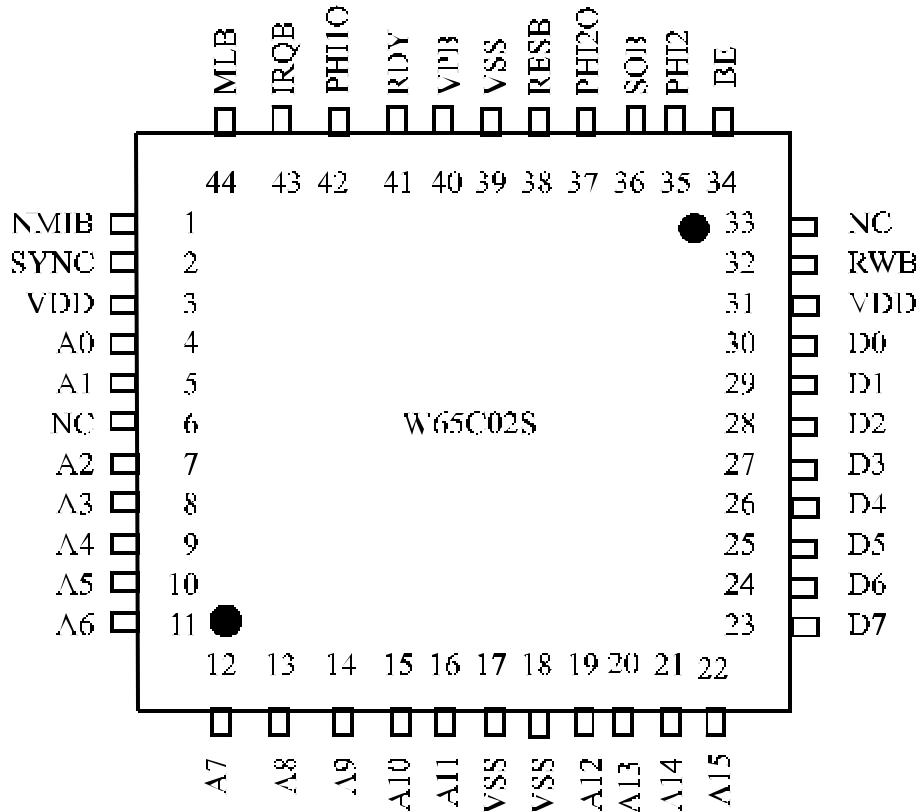 MLB IRQB PHI1O RDY VPB VSS RESB PHI2O SOB PHI2 BE
44 43 42 41 40 39 38 37 36 35 34
NMIB 1 33 NC
SYNC 2 32 RWB
VDD 3 31 VDD
A0 4 30 D0
A1 5 29 D1
NC 6 W65C02S 28 D2
A2 7 27 D3
A3 8 26 D4
A4 9 25 D5
A5 10 24 D6
A6 11 23 D7
12 13 14 15 16 17 18 19 20 21 22
A7 A8 A9 A10 A11 VSS VSS A12 A13 A14 A15